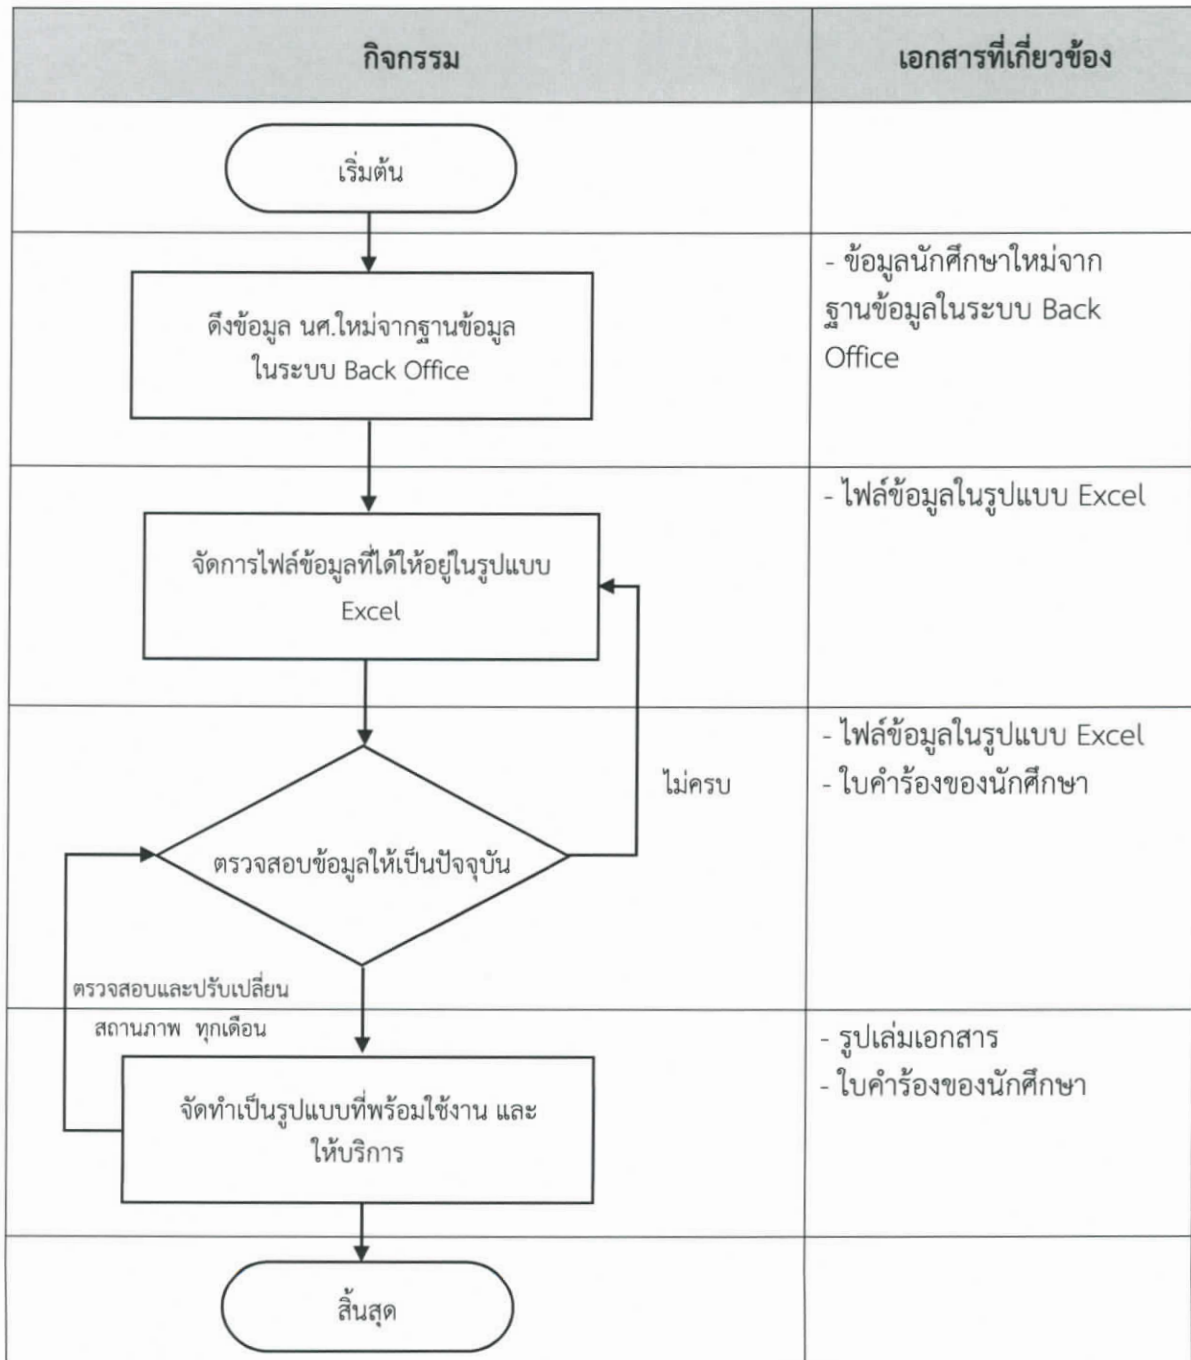 กิจกรรม
เอกสารที่เกี่ยวข้อง
เริ่มต้น
ดึงข้อมูล นศ.ใหม่จากฐานข้อมูล
ในระบบ Back Office
- ข้อมูลนักศึกษาใหม่จาก
ฐานข้อมูลในระบบ Back
Office
จัดการไฟล์ข้อมูลที่ได้ให้อยู่ในรูปแบบ
Excel
- ไฟล์ข้อมูลในรูปแบบ Excel
ตรวจสอบข้อมูลให้เป็นปัจจุบัน
ไม่ครบ
- ไฟล์ข้อมูลในรูปแบบ Excel
- ใบคำร้องของนักศึกษา
ตรวจสอบและปรับเปลี่ยน
สถานภาพ ทุกเดือน
จัดทำเป็นรูปแบบที่พร้อมใช้งาน และ
ให้บริการ
- รูปเล่มเอกสาร
- ใบคำร้องของนักศึกษา
สิ้นสุด